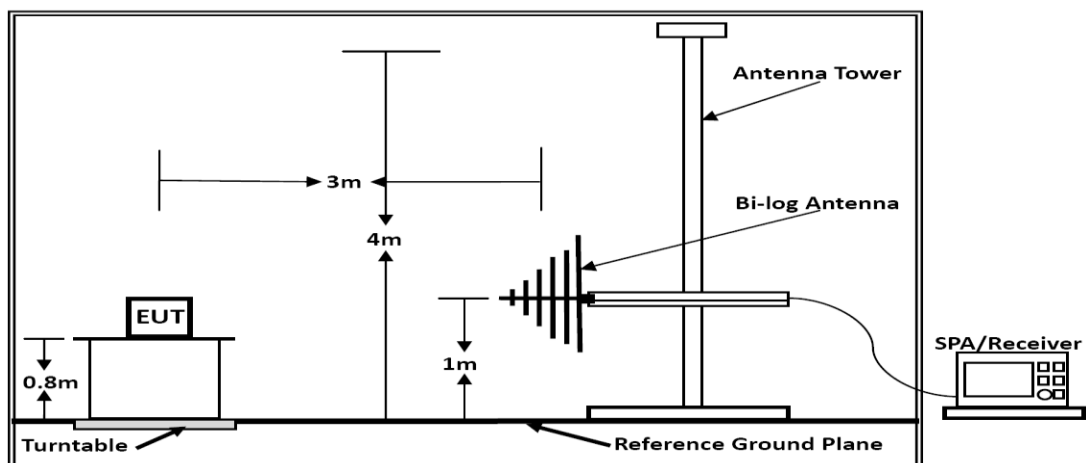 Antenna Tower
3m
Bi-log Antenna
4m
EUT
SPA/Receiver
1m
0.8m
Turntable
Reference Ground Plane